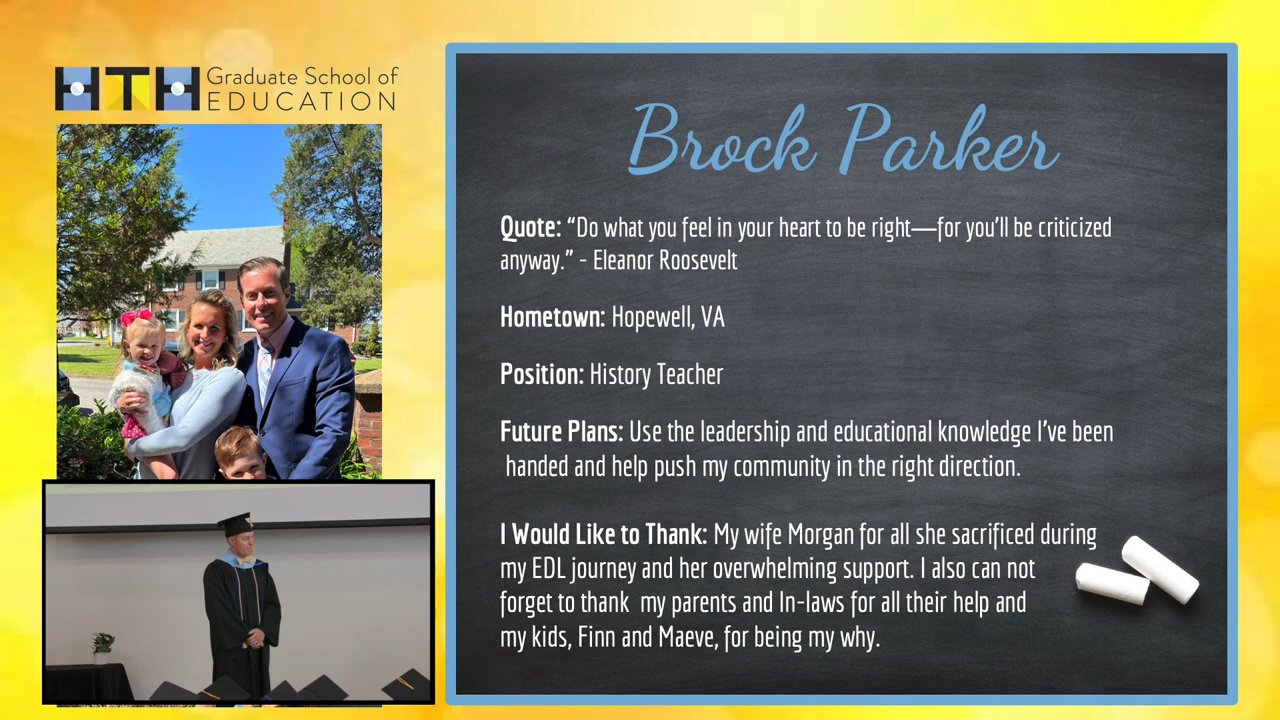 HTH Graduate School of
EDUCATION
Brock Parker
Quote: “Do what you feel in your heart to be right—for you’ll be criticized
anyway.” - Eleanor Roosevelt
Hometown: Hopewell, VA
Position: History Teacher
Future Plans: Use the leadership and educational knowledge I’ve been
handed and help push my community in the right direction.
I Would Like to Thank: My wife Morgan for all she sacrificed during
my EDL journey and her overwhelming support. I also can not
forget to thank my parents and In-laws for all their help and
my kids, Finn and Maeve, for being my why.